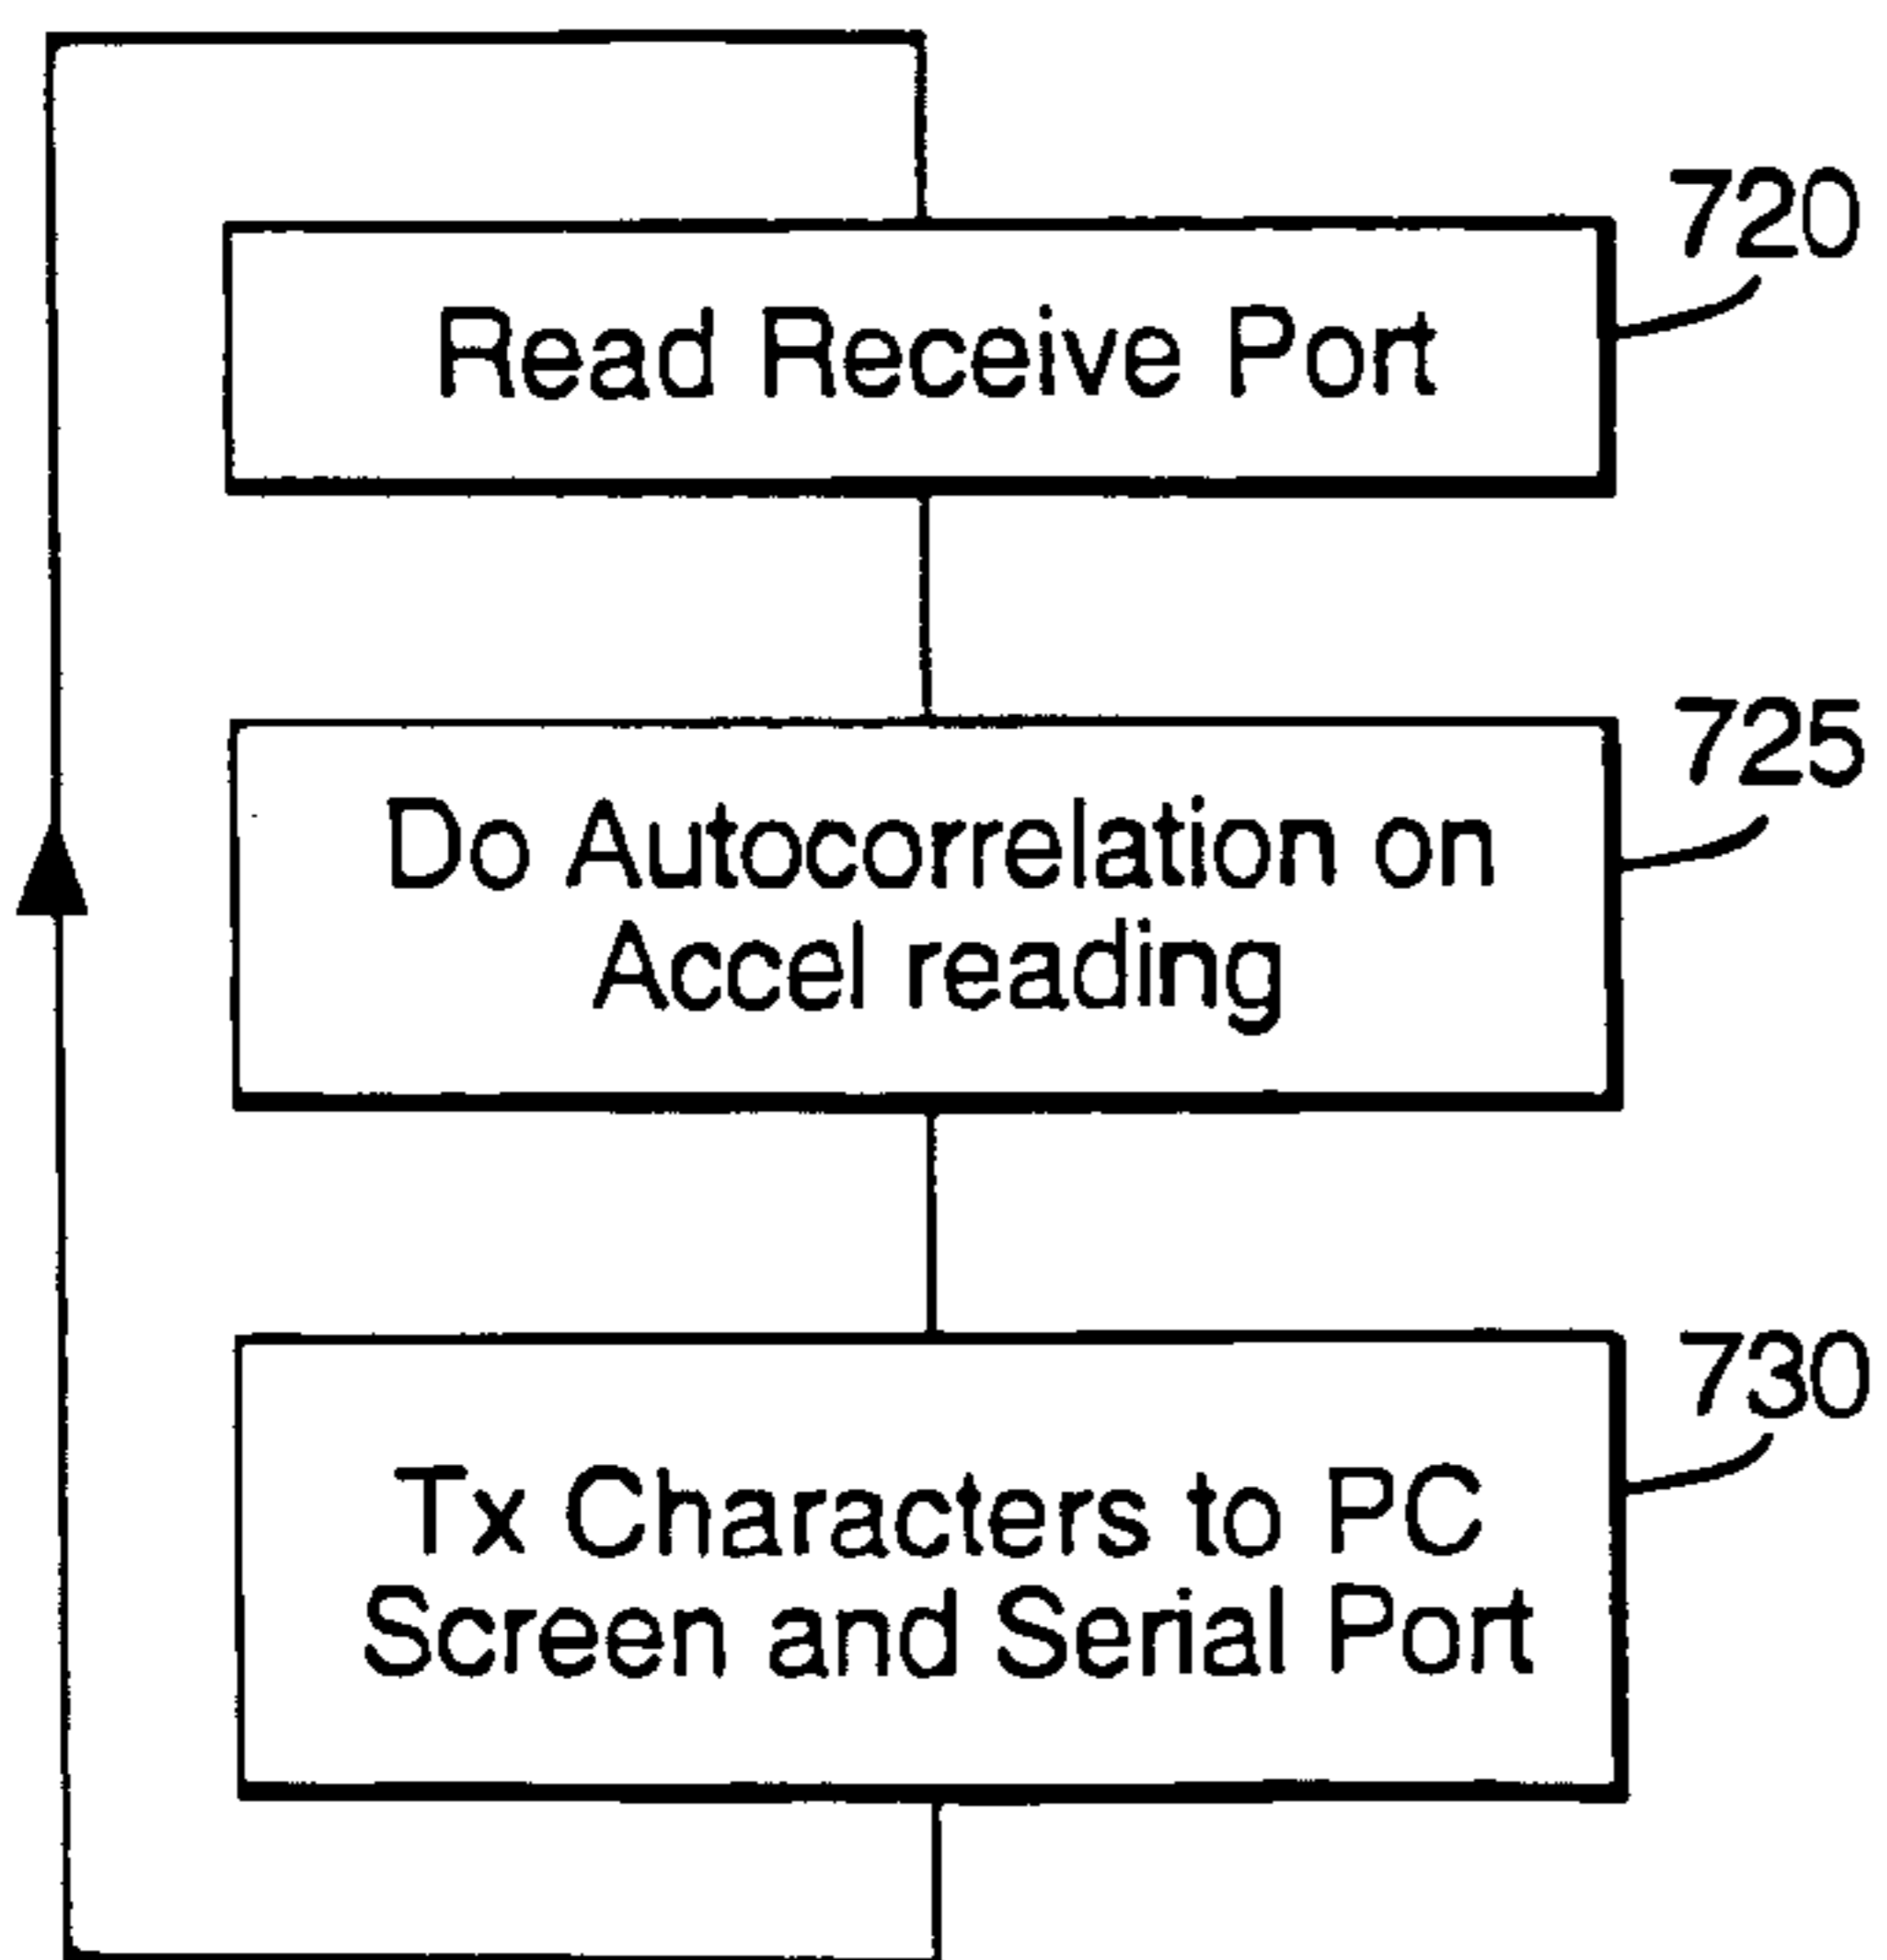 720
Read Receive Port
725
Do Autocorrelation on
Accel reading
730
Tx Characters to PC
Screen and Serial Port